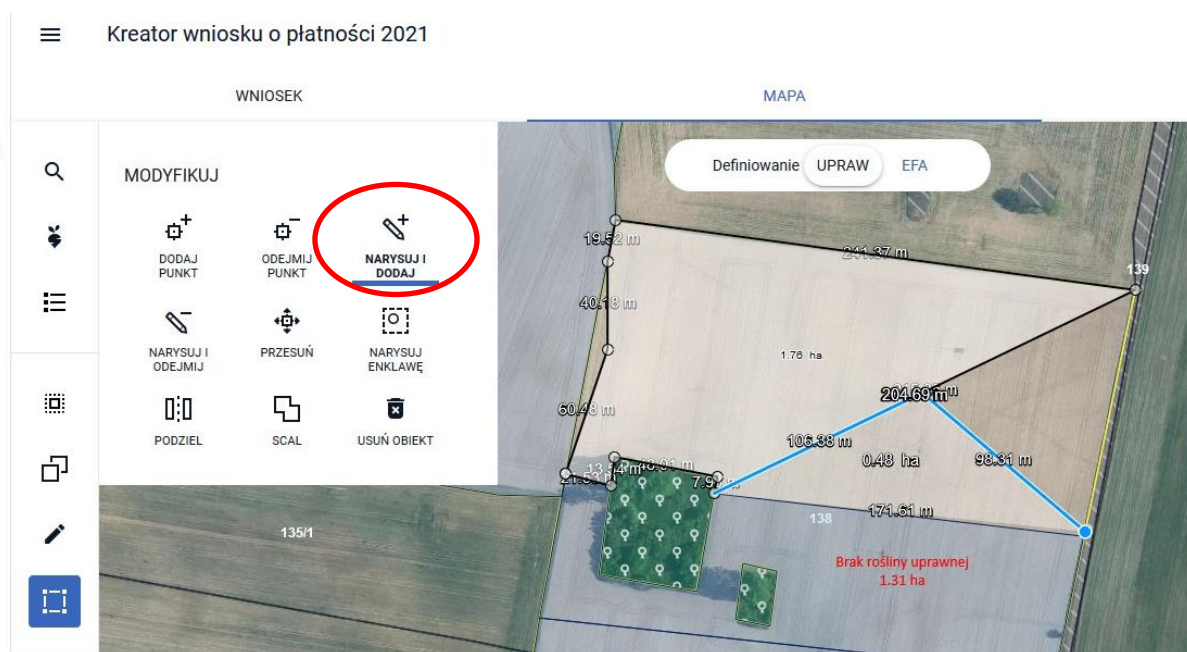 Kreator wniosku o płatności 2021
WNIOSEK
MAPA
MODYFIKUJ
DODAJ
PUNKT
ODEJMIJ
PUNKT
NARYSUJ I
DODAJ
NARYSUJ I
ODEJMIJ
PRZESUŃ
NARYSUJ
ENKLAWĘ
PODZIEL
SCAL
USUŃ OBIEKT
Definiowanie UPRAW EFA
19.52 m
241.37 m
139
40.18 m
1.76 ha
204.69 m
60.48 m
106.38 m
0.48 ha
98.31 m
171.61 m
138
135/1
Brak rośliny uprawnej
1.31 ha